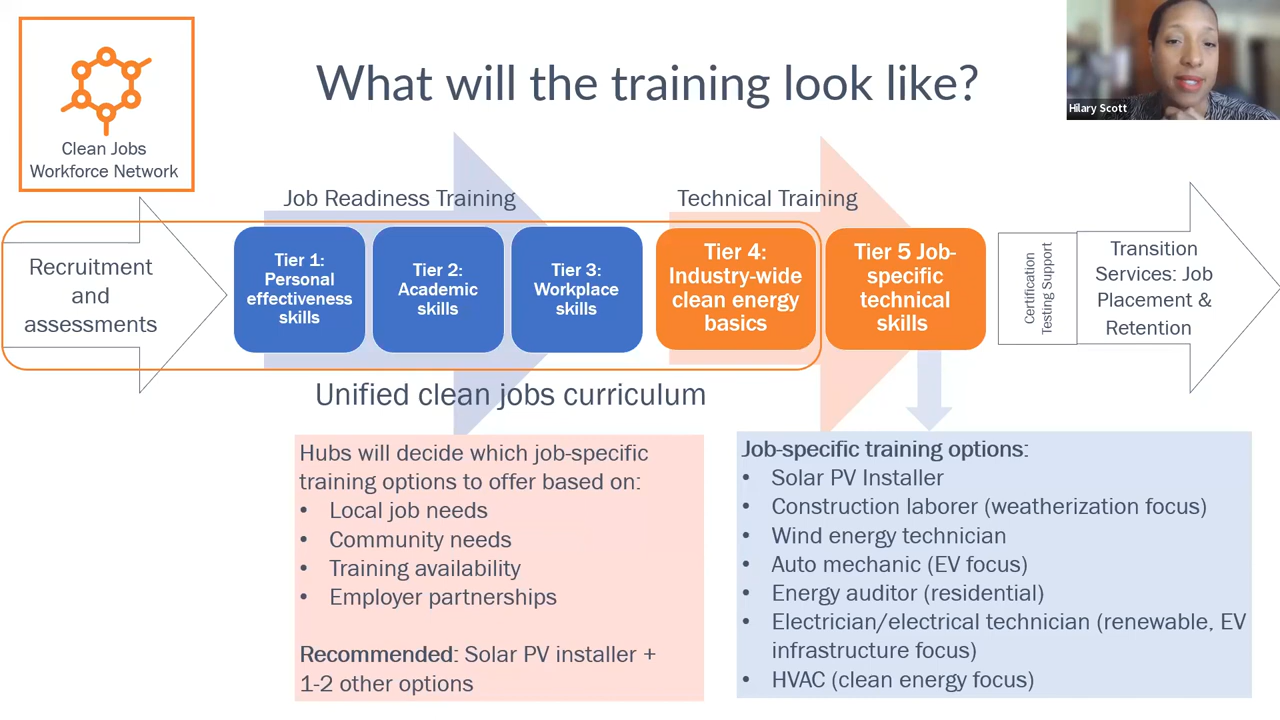 Clean Jobs
Workforce Network
What will the training look like?
Hilary Scott
Job Readiness Training
Technical Training
Recruitment
and
assessments
Tier 1:
Personal
effectiveness
skills
Tier 2:
Academic
skills
Tier 3:
Workplace
skills
Tier 4:
Industry-wide
clean energy
basics
Tier 5 Job-
specific
technical
skills
Certification
Testing Support
Transition
Services: Job
Placement &
Retention
Unified clean jobs curriculum
Hubs will decide which job-specific
training options to offer based on:
• Local job needs
• Community needs
• Training availability
• Employer partnerships
Recommended: Solar PV installer +
1-2 other options
Job-specific training options:
• Solar PV Installer
• Construction laborer (weatherization focus)
• Wind energy technician
• Auto mechanic (EV focus)
• Energy auditor (residential)
• Electrician/electrical technician (renewable, EV
infrastructure focus)
• HVAC (clean energy focus)